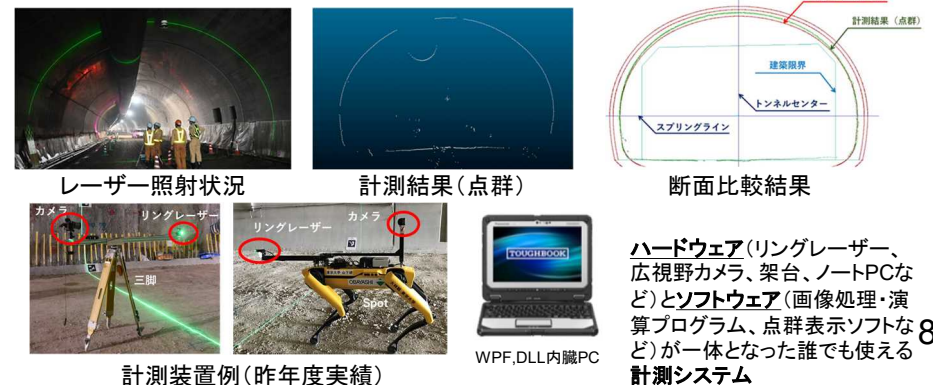 計測結果（点群）
建築限界
トンネルセンター
スプリングライン
レーザー照射状況
計測結果（点群）
断面比較結果
カメラ
リングレーザー
三脚
リングレーザー
カメラ
OBAYASHI
Spot
TOUGHBOOK
WPF,DLL内臓PC
計測装置例（昨年度実績）
ハードウェア（リングレーザー、
広視野カメラ、架台、ノートPCな
ど）とソフトウェア（画像処理・演
算プログラム、点群表示ソフトな
ど）が一体となった誰でも使える
計測システム
8